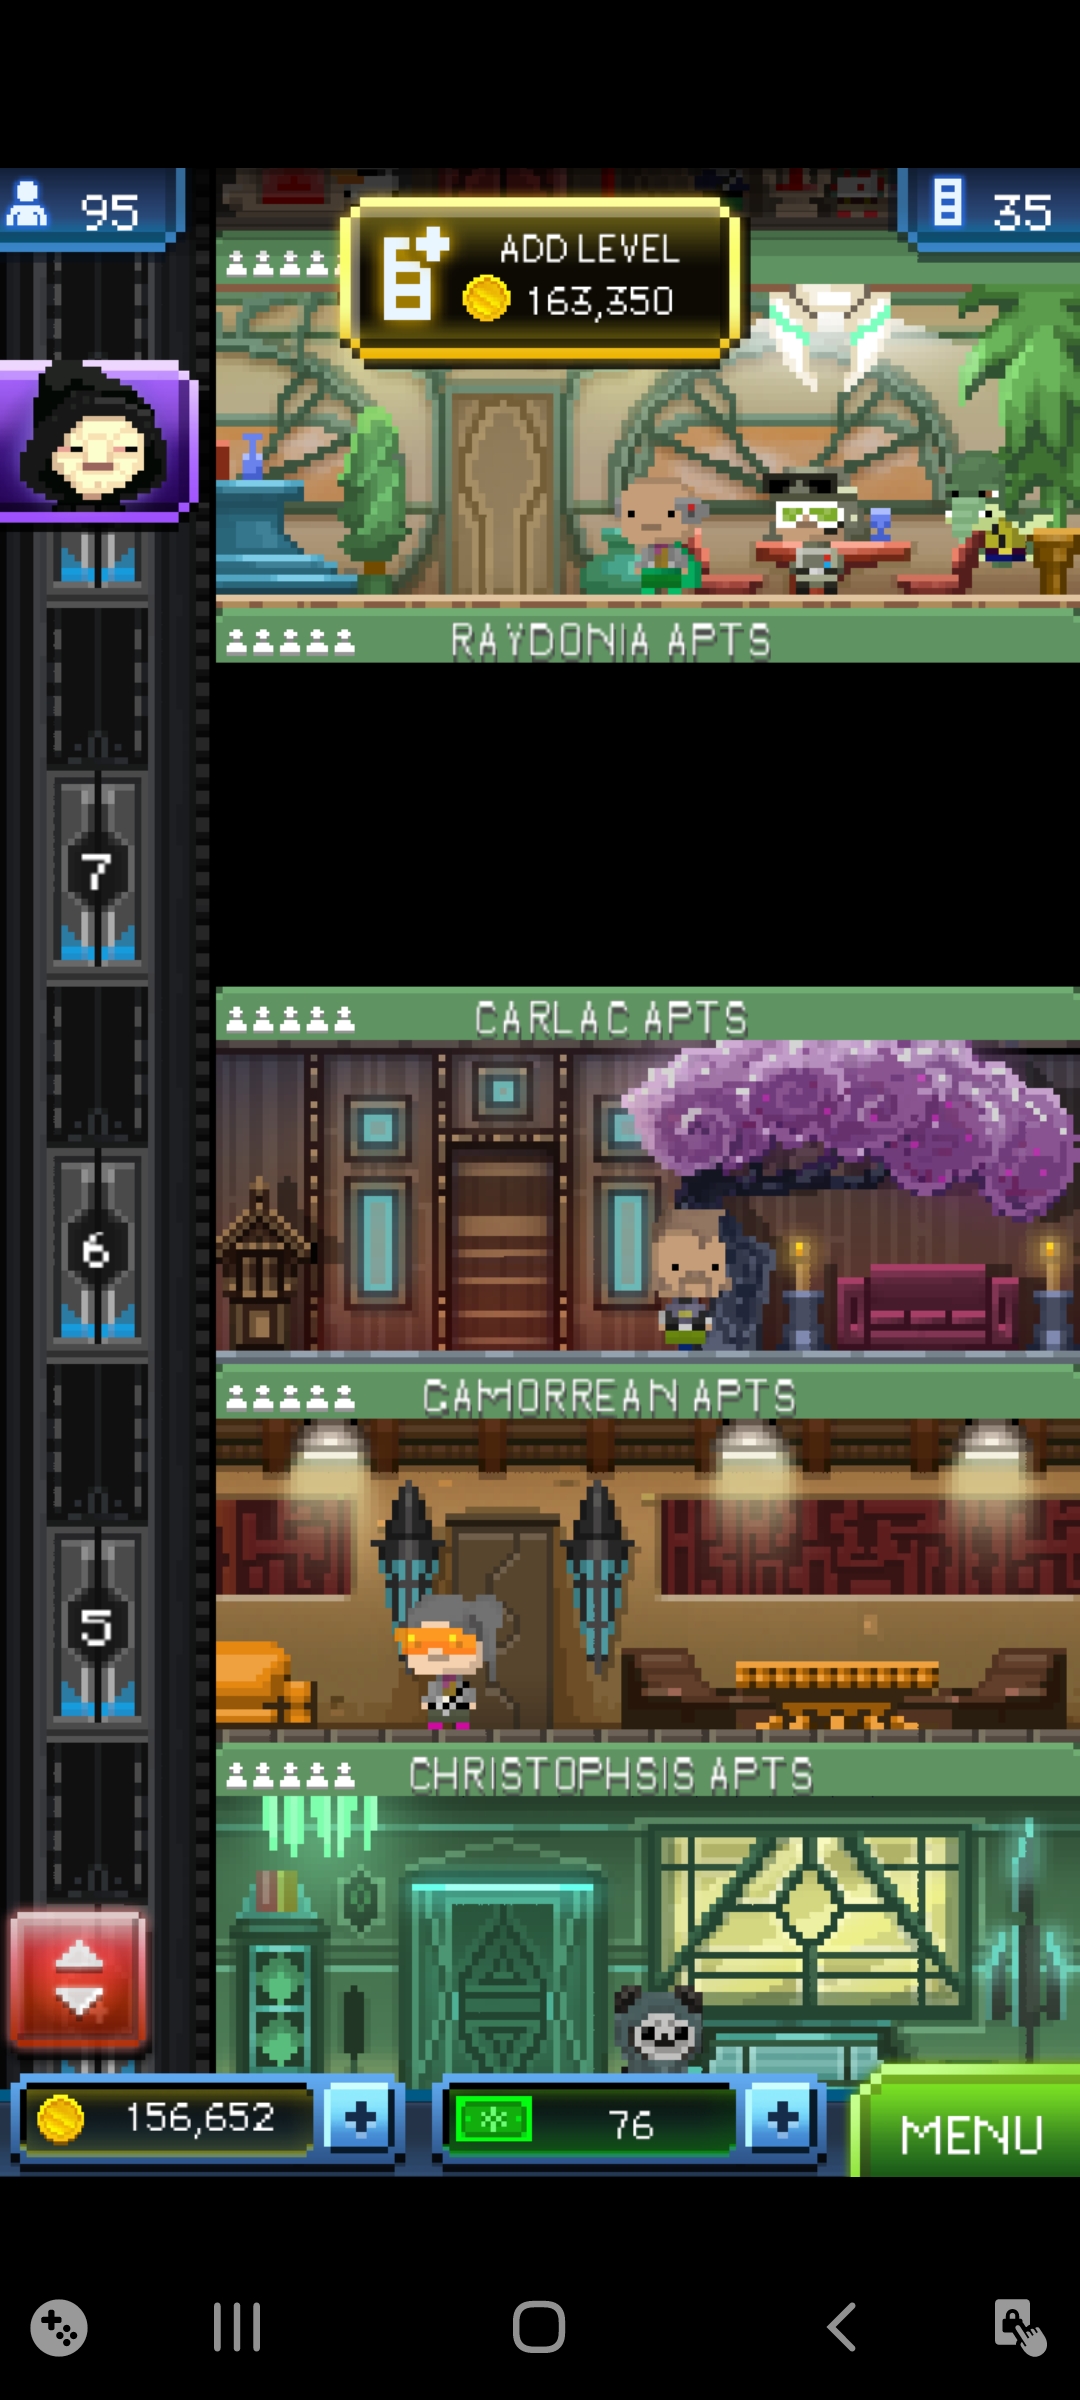 95
35
ADD LEVEL
163,350
RAYDONIA APTS
7
CARLAC APTS
6
CAMORREAN APTS
5
CHRISTOPHSIS APTS
156,652
76
MENU